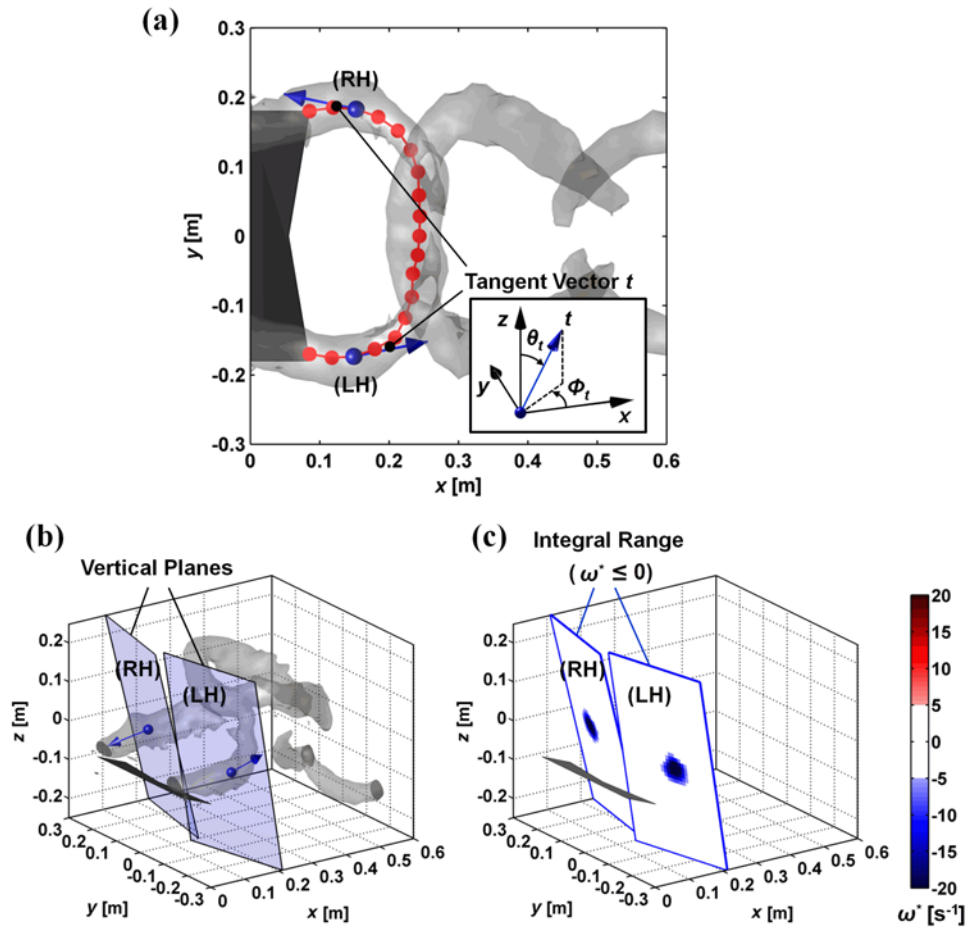 (a)
0.3
0.2
0.1
0
-0.1
-0.2
-0.3
y [m]
(RH)
(LH)
Tangent Vector t
z
θt
t
y
Φt
x
0 0.1 0.2 0.3 0.4 0.5 0.6
x [m]
(b)
Vertical Planes
(RH)
(LH)
0.2
0.1
0
-0.1
-0.2
z [m]
0.3
0.2
0.1
0
-0.1
-0.2
-0.3
y [m]
0 0.1 0.2 0.3 0.4 0.5 0.6
x [m]
(c)
Integral Range
( ω* ≤ 0)
(RH)
(LH)
0.2
0.1
0
-0.1
-0.2
z [m]
0.3
0.2
0.1
0
-0.1
-0.2
-0.3
y [m]
0 0.1 0.2 0.3 0.4 0.5 0.6
x [m]
20
15
10
5
0
-5
-10
-15
-20
ω* [s-1]